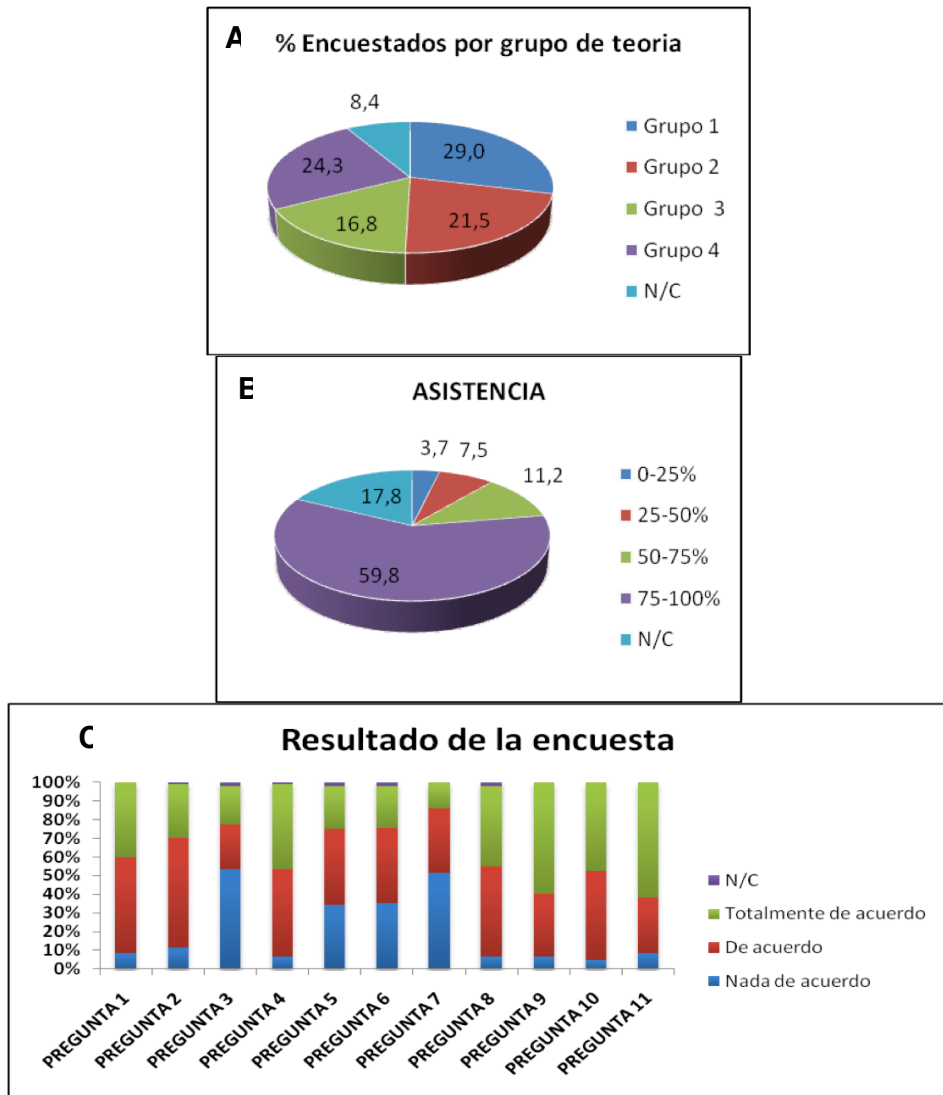 A % Encuestados por grupo de teoria
8,4
29,0
24,3
16,8
21,5
Grupo 1
Grupo 2
Grupo 3
Grupo 4
N/C
B ASISTENCIA
3,7 7,5
11,2
17,8
59,8
0-25%
25-50%
50-75%
75-100%
N/C
C Resultado de la encuesta
100%
90%
80%
70%
60%
50%
40%
30%
20%
10%
0%
PREGUNTA 1
PREGUNTA 2
PREGUNTA 3
PREGUNTA 4
PREGUNTA 5
PREGUNTA 6
PREGUNTA 7
PREGUNTA 8
PREGUNTA 9
PREGUNTA 10
PREGUNTA 11
N/C
Totalmente de acuerdo
De acuerdo
Nada de acuerdo